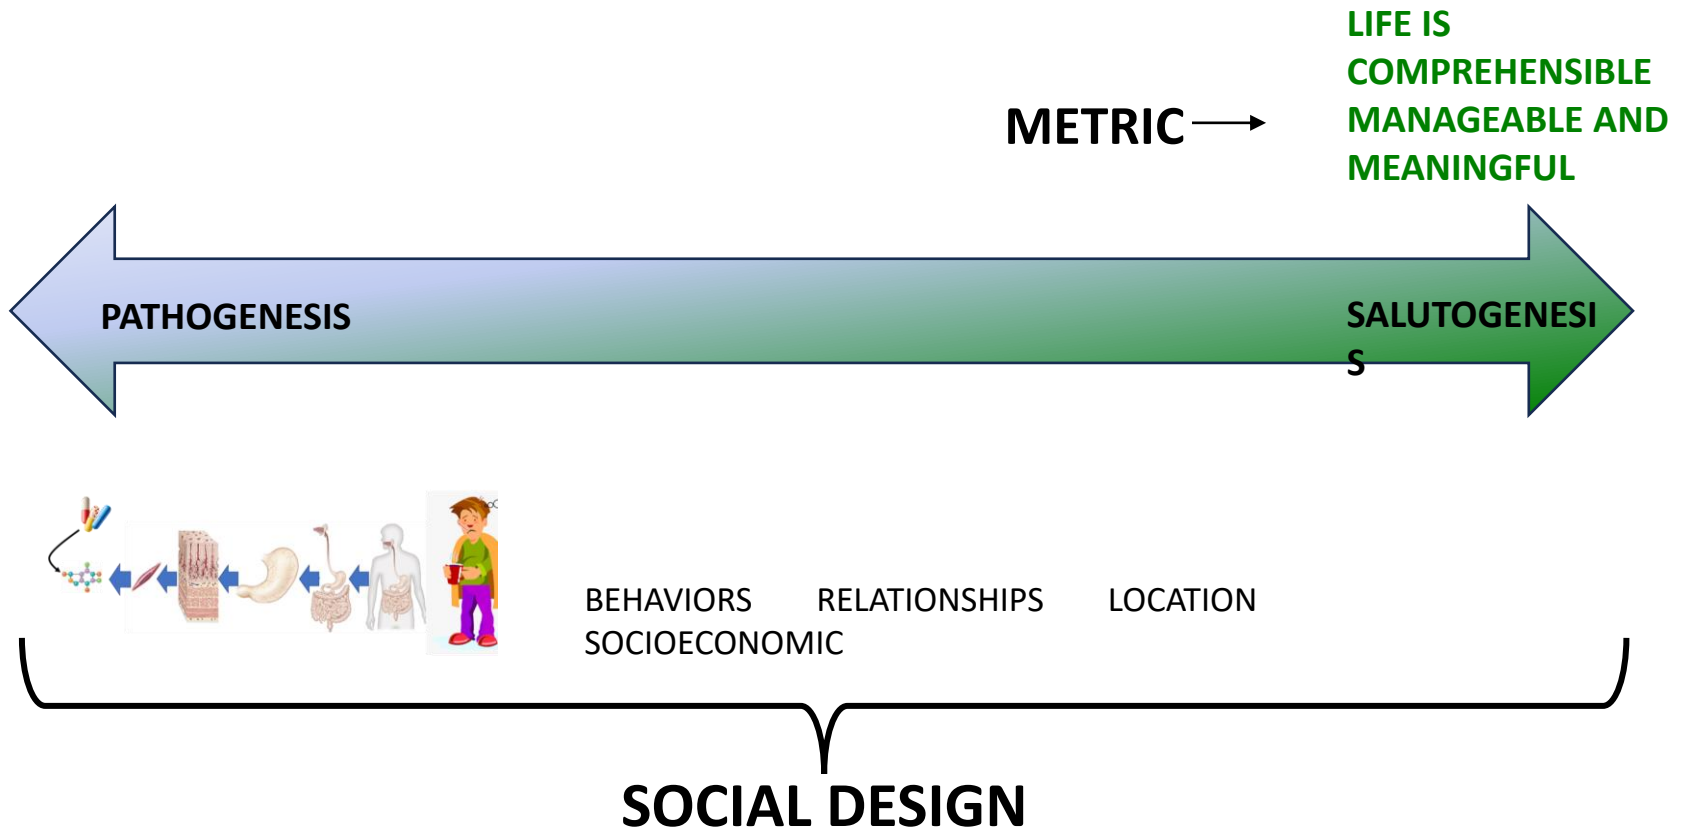 LIFE IS
COMPREHENSIBLE
MANAGEABLE AND
MEANINGFUL
METRIC
PATHOGENESIS
SALUTOGENESI
S
BEHAVIORS RELATIONSHIPS LOCATION
SOCIOECONOMIC
SOCIAL DESIGN